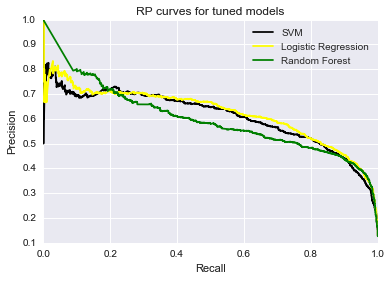 RP curves for tuned models
SVM
Logistic Regression
Random Forest
Precision
1.0
0.9
0.8
0.7
0.6
0.5
0.4
0.3
0.2
0.1
0.0 0.2 0.4 0.6 0.8 1.0
Recall